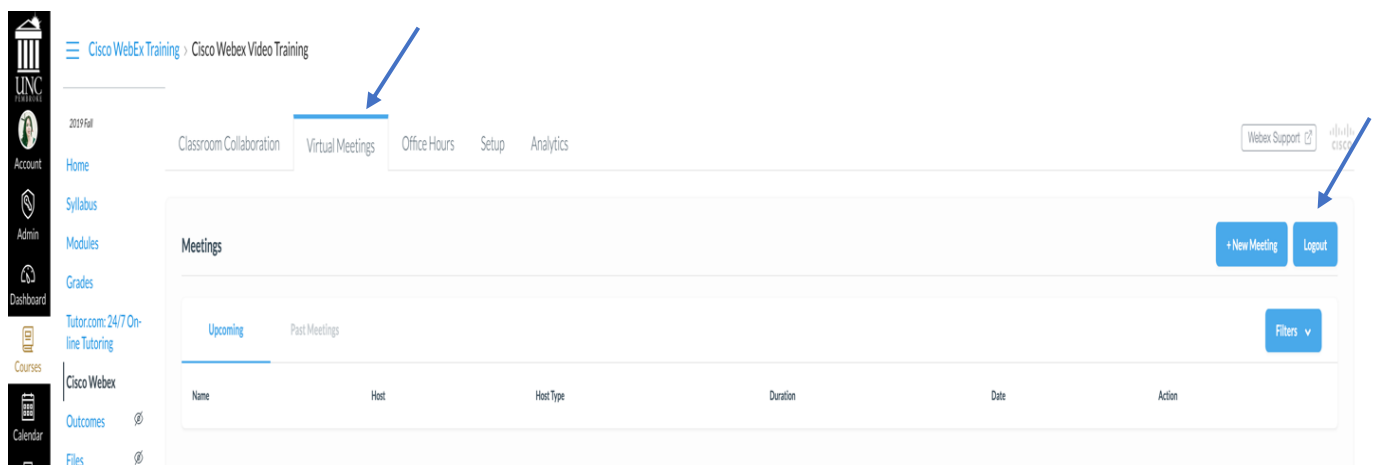 UNC
PEMBROKE
Account
Admin
Dashboard
Courses
Calendar
Cisco WebEx Training › Cisco Webex Video Training
2019 Fall
Home
Syllabus
Modules
Grades
Tutor.com: 24/7 On-
line Tutoring
Cisco Webex
Outcomes
Files
Classroom Collaboration Virtual Meetings Office Hours Setup Analytics
Webex Support
CISCO
Meetings
+ New Meeting Logout
Upcoming Past Meetings
Filters
Name Host Host Type Duration Date Action